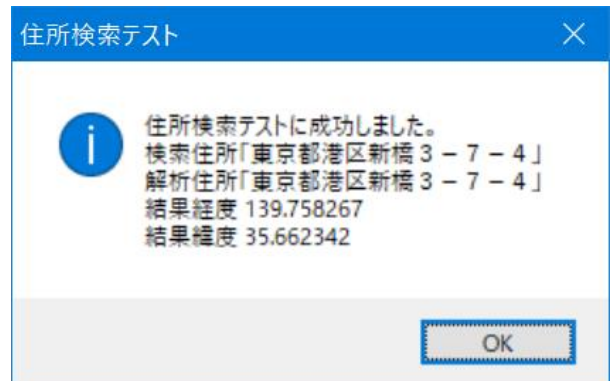 住所検索テスト
住所検索テストに成功しました。
検索住所「東京都港区新橋３－７－４」
解析住所「東京都港区新橋３－７－４」
結果経度 139.758267
結果緯度 35.662342
OK